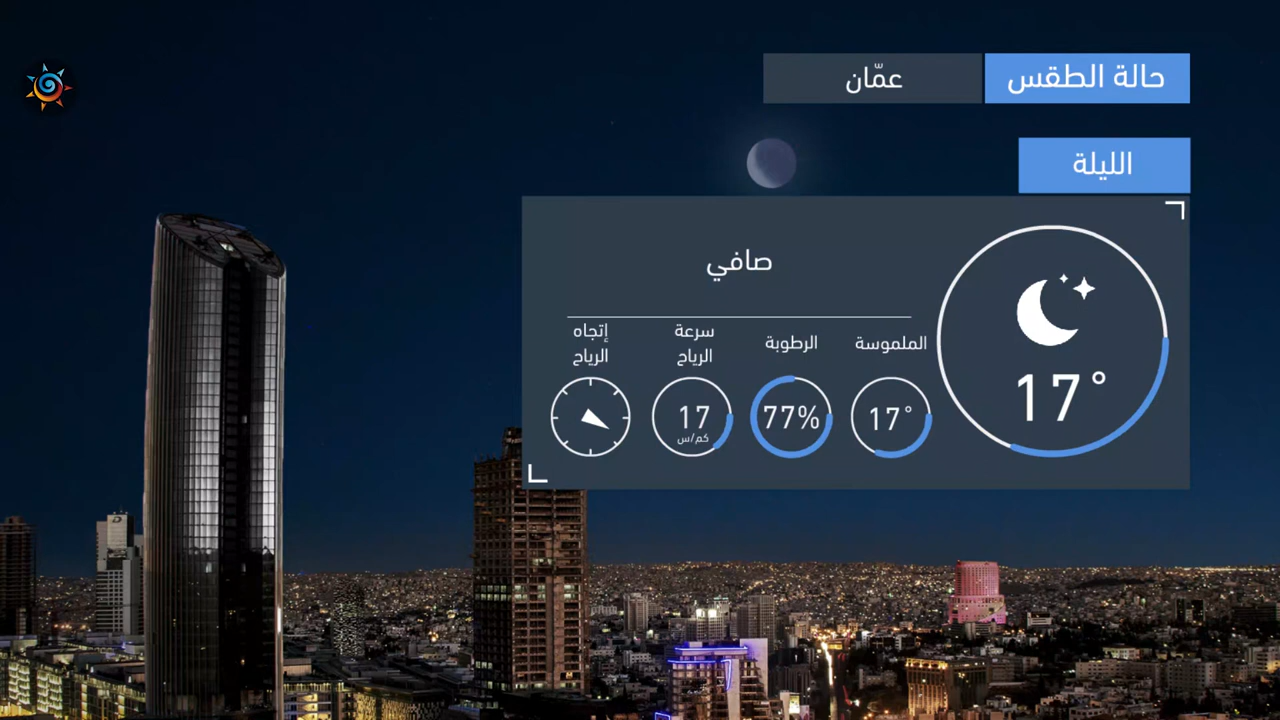 حالة الطقس
عمّان
الليلة
صافي
17°
الملموسة
17°
الرطوبة
77%
سرعة
الرياح
17
كم/س
إتجاه
الرياح